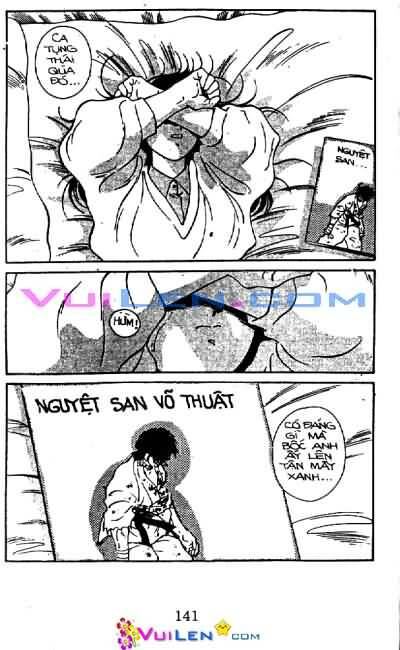 CA
TỤNG
THÁI
QÚA
ĐÓ...
NGUYỆT
SAN...
VUILEN.COM
HỪM!
NGUYỆT SAN VÕ THUẬT
CÓ ĐÁNG
GÌ MÀ
BỐC ANH
ẤY LÊN
TẬN MÂY
XANH...
141
VUILEN.COM